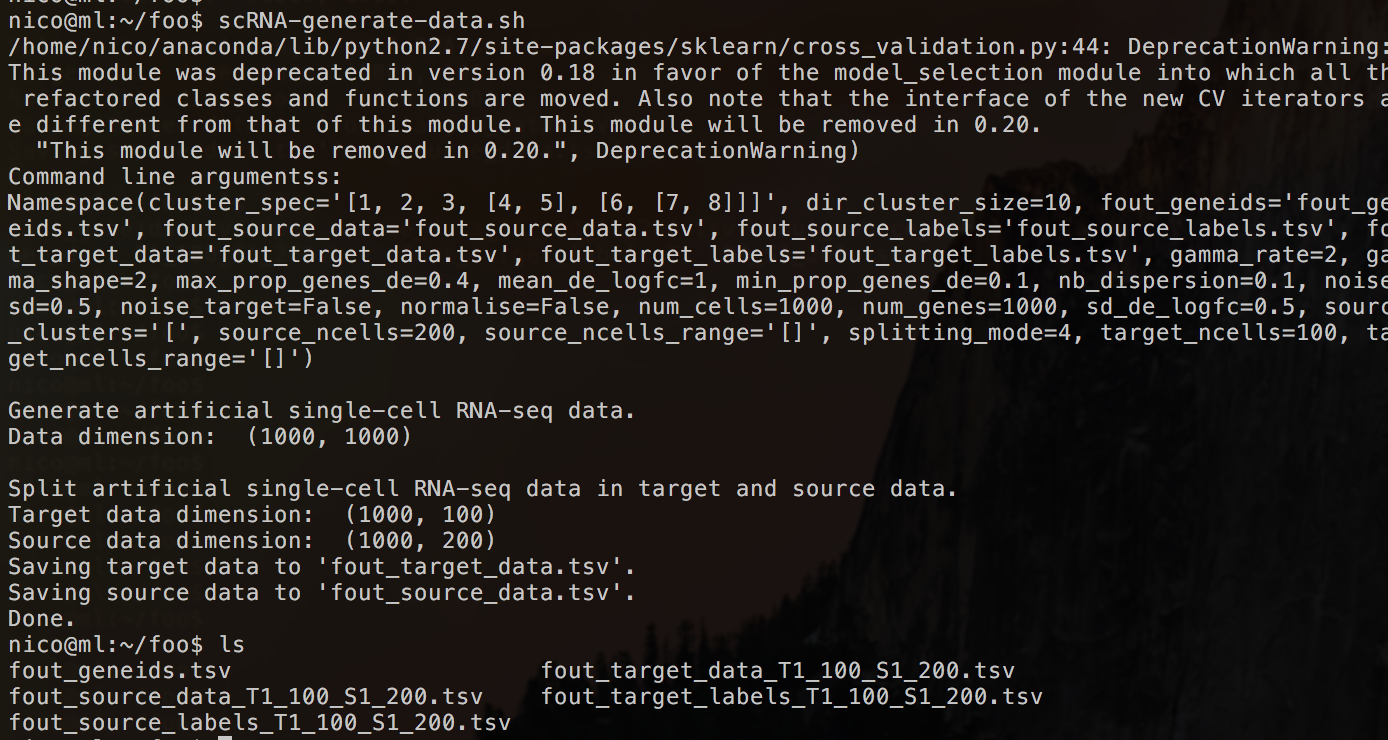 nico@ml:~/foo$ scRNA-generate-data.sh
/home/nico/anaconda/lib/python2.7/site-packages/sklearn/cross_validation.py:44: DeprecationWarning:
This module was deprecated in version 0.18 in favor of the model_selection module into which all th
 refactored classes and functions are moved. Also note that the interface of the new CV iterators a
e different from that of this module. This module will be removed in 0.20.
  "This module will be removed in 0.20.", DeprecationWarning)
Command line argumentss:
Namespace(cluster_spec='[1, 2, 3, [4, 5], [6, [7, 8]]]', dir_cluster_size=10, fout_geneids='fout_ge
eids.tsv', fout_source_data='fout_source_data.tsv', fout_source_labels='fout_source_labels.tsv', fo
t_target_data='fout_target_data.tsv', fout_target_labels='fout_target_labels.tsv', gamma_rate=2, ga
ma_shape=2, max_prop_genes_de=0.4, mean_de_logfc=1, min_prop_genes_de=0.1, nb_dispersion=0.1, noise
sd=0.5, noise_target=False, normalise=False, num_cells=1000, num_genes=1000, sd_de_logfc=0.5, sourc
_clusters='[', source_ncells=200, source_ncells_range='[]', splitting_mode=4, target_ncells=100, ta
get_ncells_range='[]')
Generate artificial single-cell RNA-seq data.
Data dimension:  (1000, 1000)
Split artificial single-cell RNA-seq data in target and source data.
Target data dimension:  (1000, 100)
Source data dimension:  (1000, 200)
Saving target data to 'fout_target_data.tsv'.
Saving source data to 'fout_source_data.tsv'.
Done.
nico@ml:~/foo$ ls
fout_geneids.tsv                    fout_target_data_T1_100_S1_200.tsv
fout_source_data_T1_100_S1_200.tsv    fout_target_labels_T1_100_S1_200.tsv
fout_source_labels_T1_100_S1_200.tsv